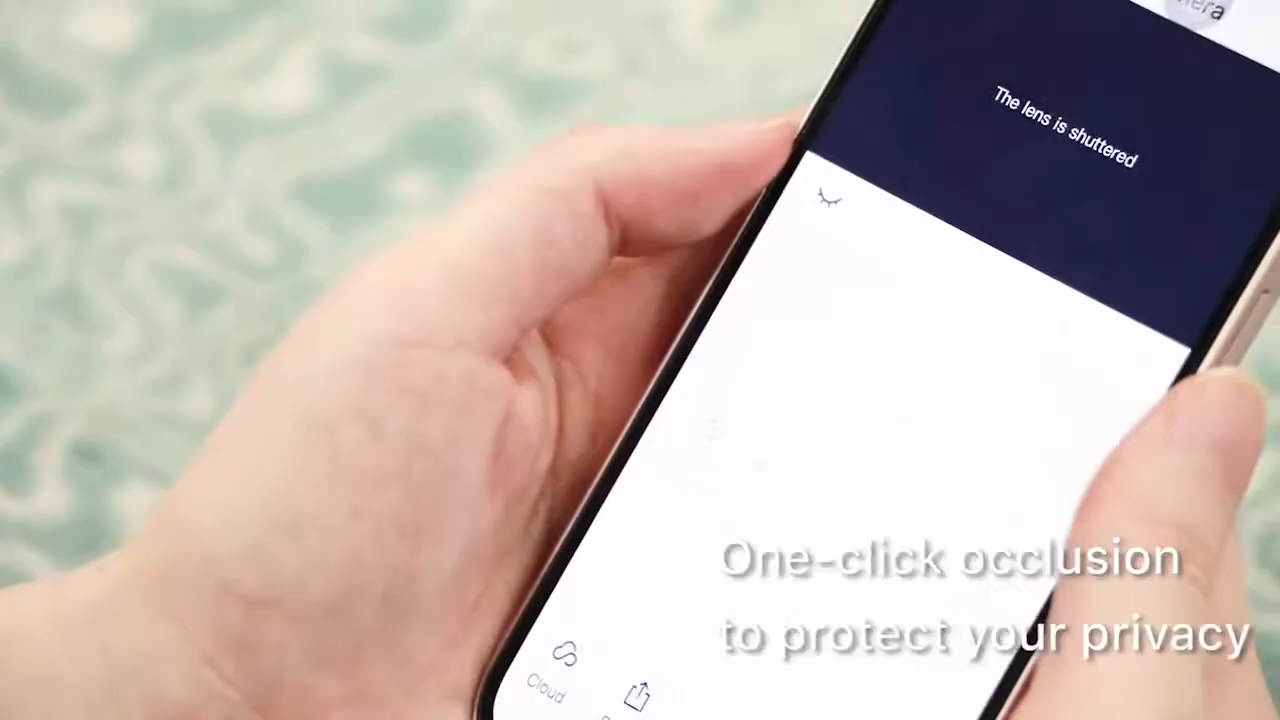 The lens is shuttered
One-click occlusion
to protect your privacy
Cloud